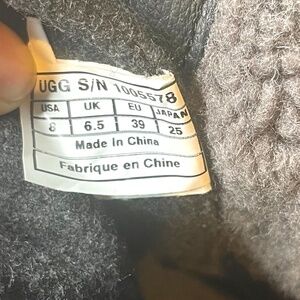 UGG S/N 1005578
USA UK EU JAPAN
8 6.5 39 25
Made In China
Fabrique en Chine